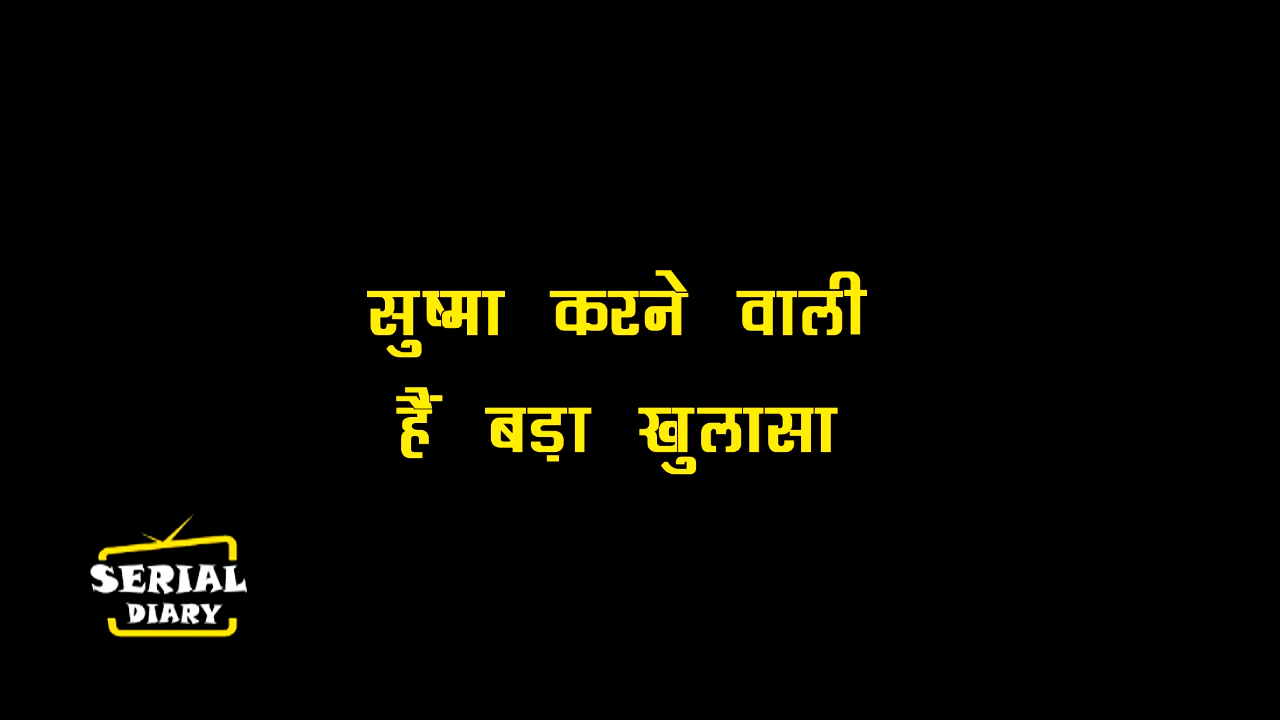 सुष्मा करने वाली
हैं बड़ा खुलासा
SERIAL
DIARY